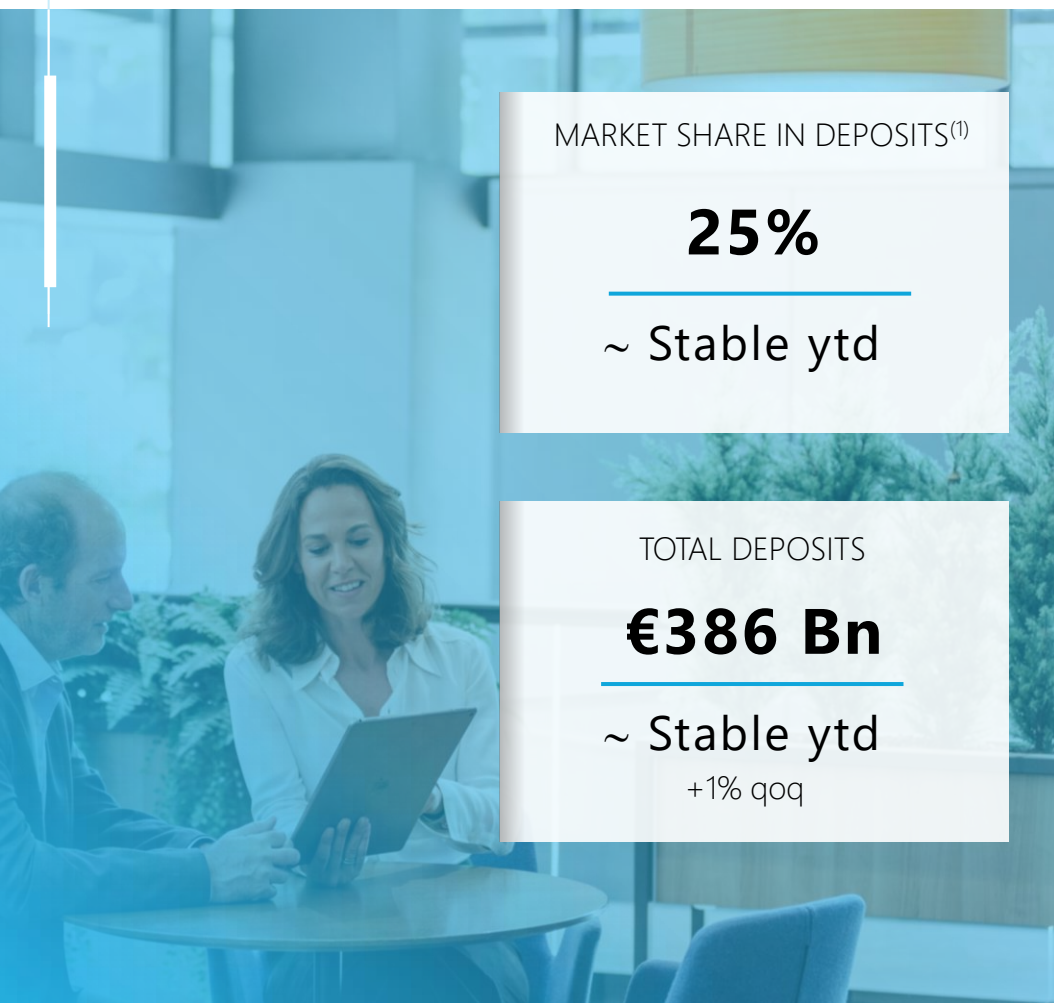 MARKET SHARE IN DEPOSITS(1)
25%
~ Stable ytd
TOTAL DEPOSITS
€386 Bn
~ Stable ytd
+1% qoq